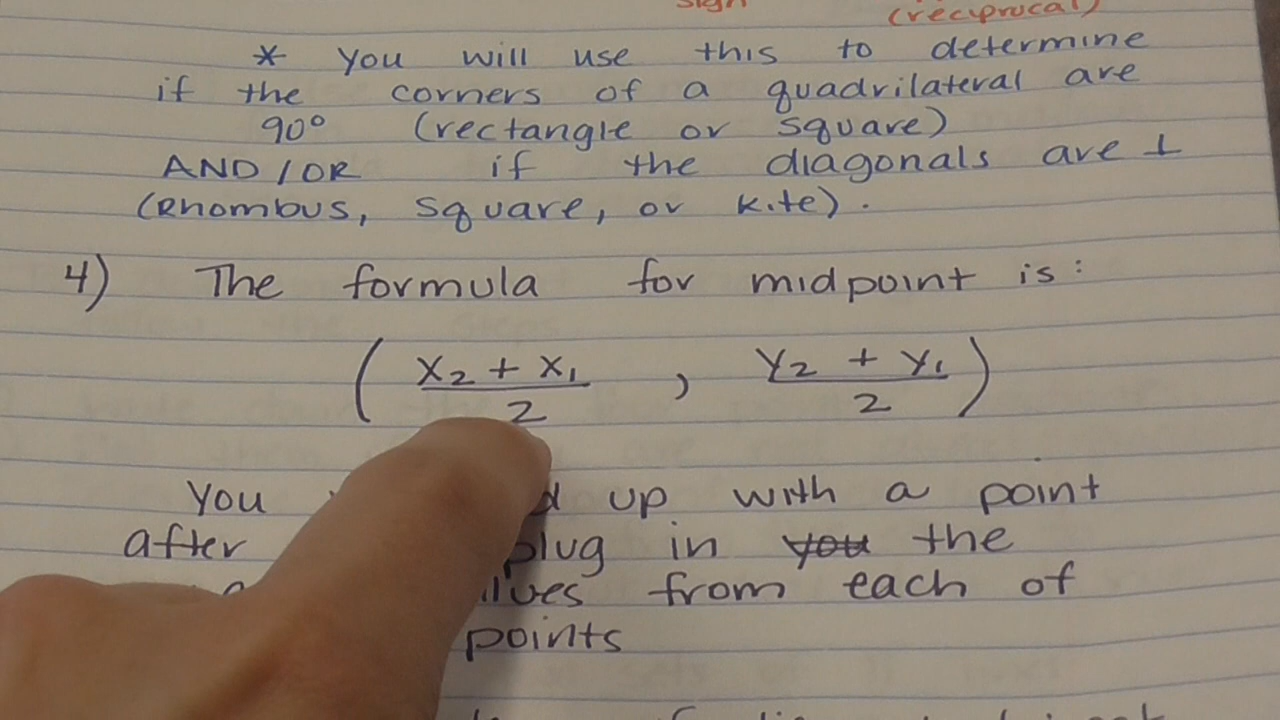 sign (reciprocal)
* You will use this to determine
if the corners of a quadrilateral are
90° (rectangle or square)
AND/OR if the diagonals are ⊥
(Rhombus, square, or kite).
4) The formula for midpoint is:
( x₂ + x₁ / 2 , y₂ + y₁ / 2 )
You up with a point
after plug in you the
from each of
points